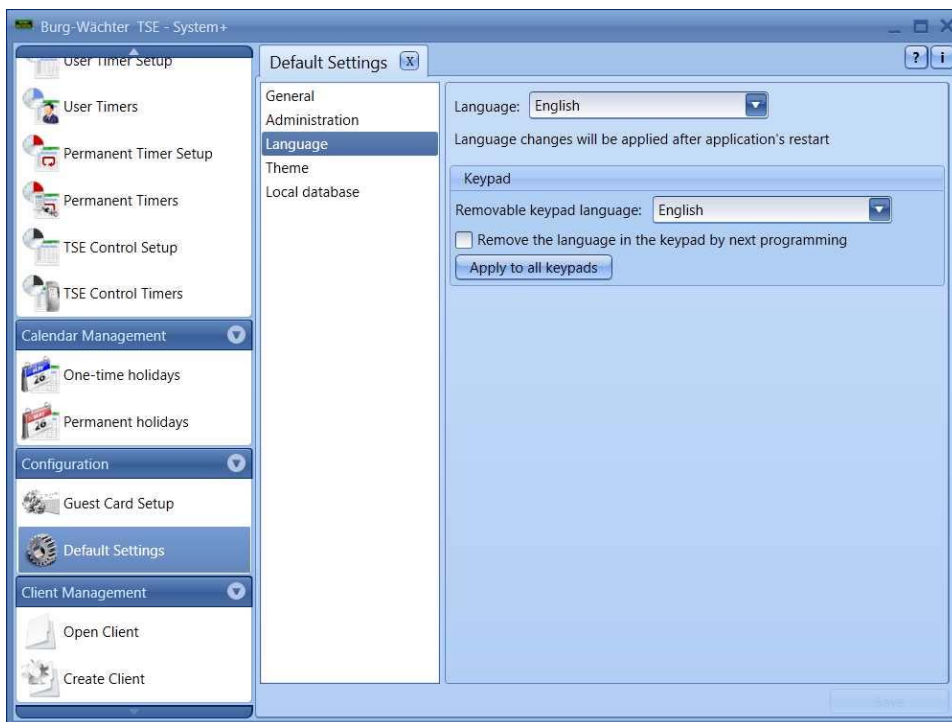 Burg-Wächter TSE - System+
User Timer Setup
User Timers
Permanent Timer Setup
Permanent Timers
TSE Control Setup
TSE Control Timers
Calendar Management
One-time holidays
Permanent holidays
Configuration
Guest Card Setup
Default Settings
Client Management
Open Client
Create Client
Default Settings X
? i
General
Administration
Language
Theme
Local database
Language: English
Language changes will be applied after application's restart
Keypad
Removable keypad language: English
Remove the language in the keypad by next programming
Apply to all keypads
Save